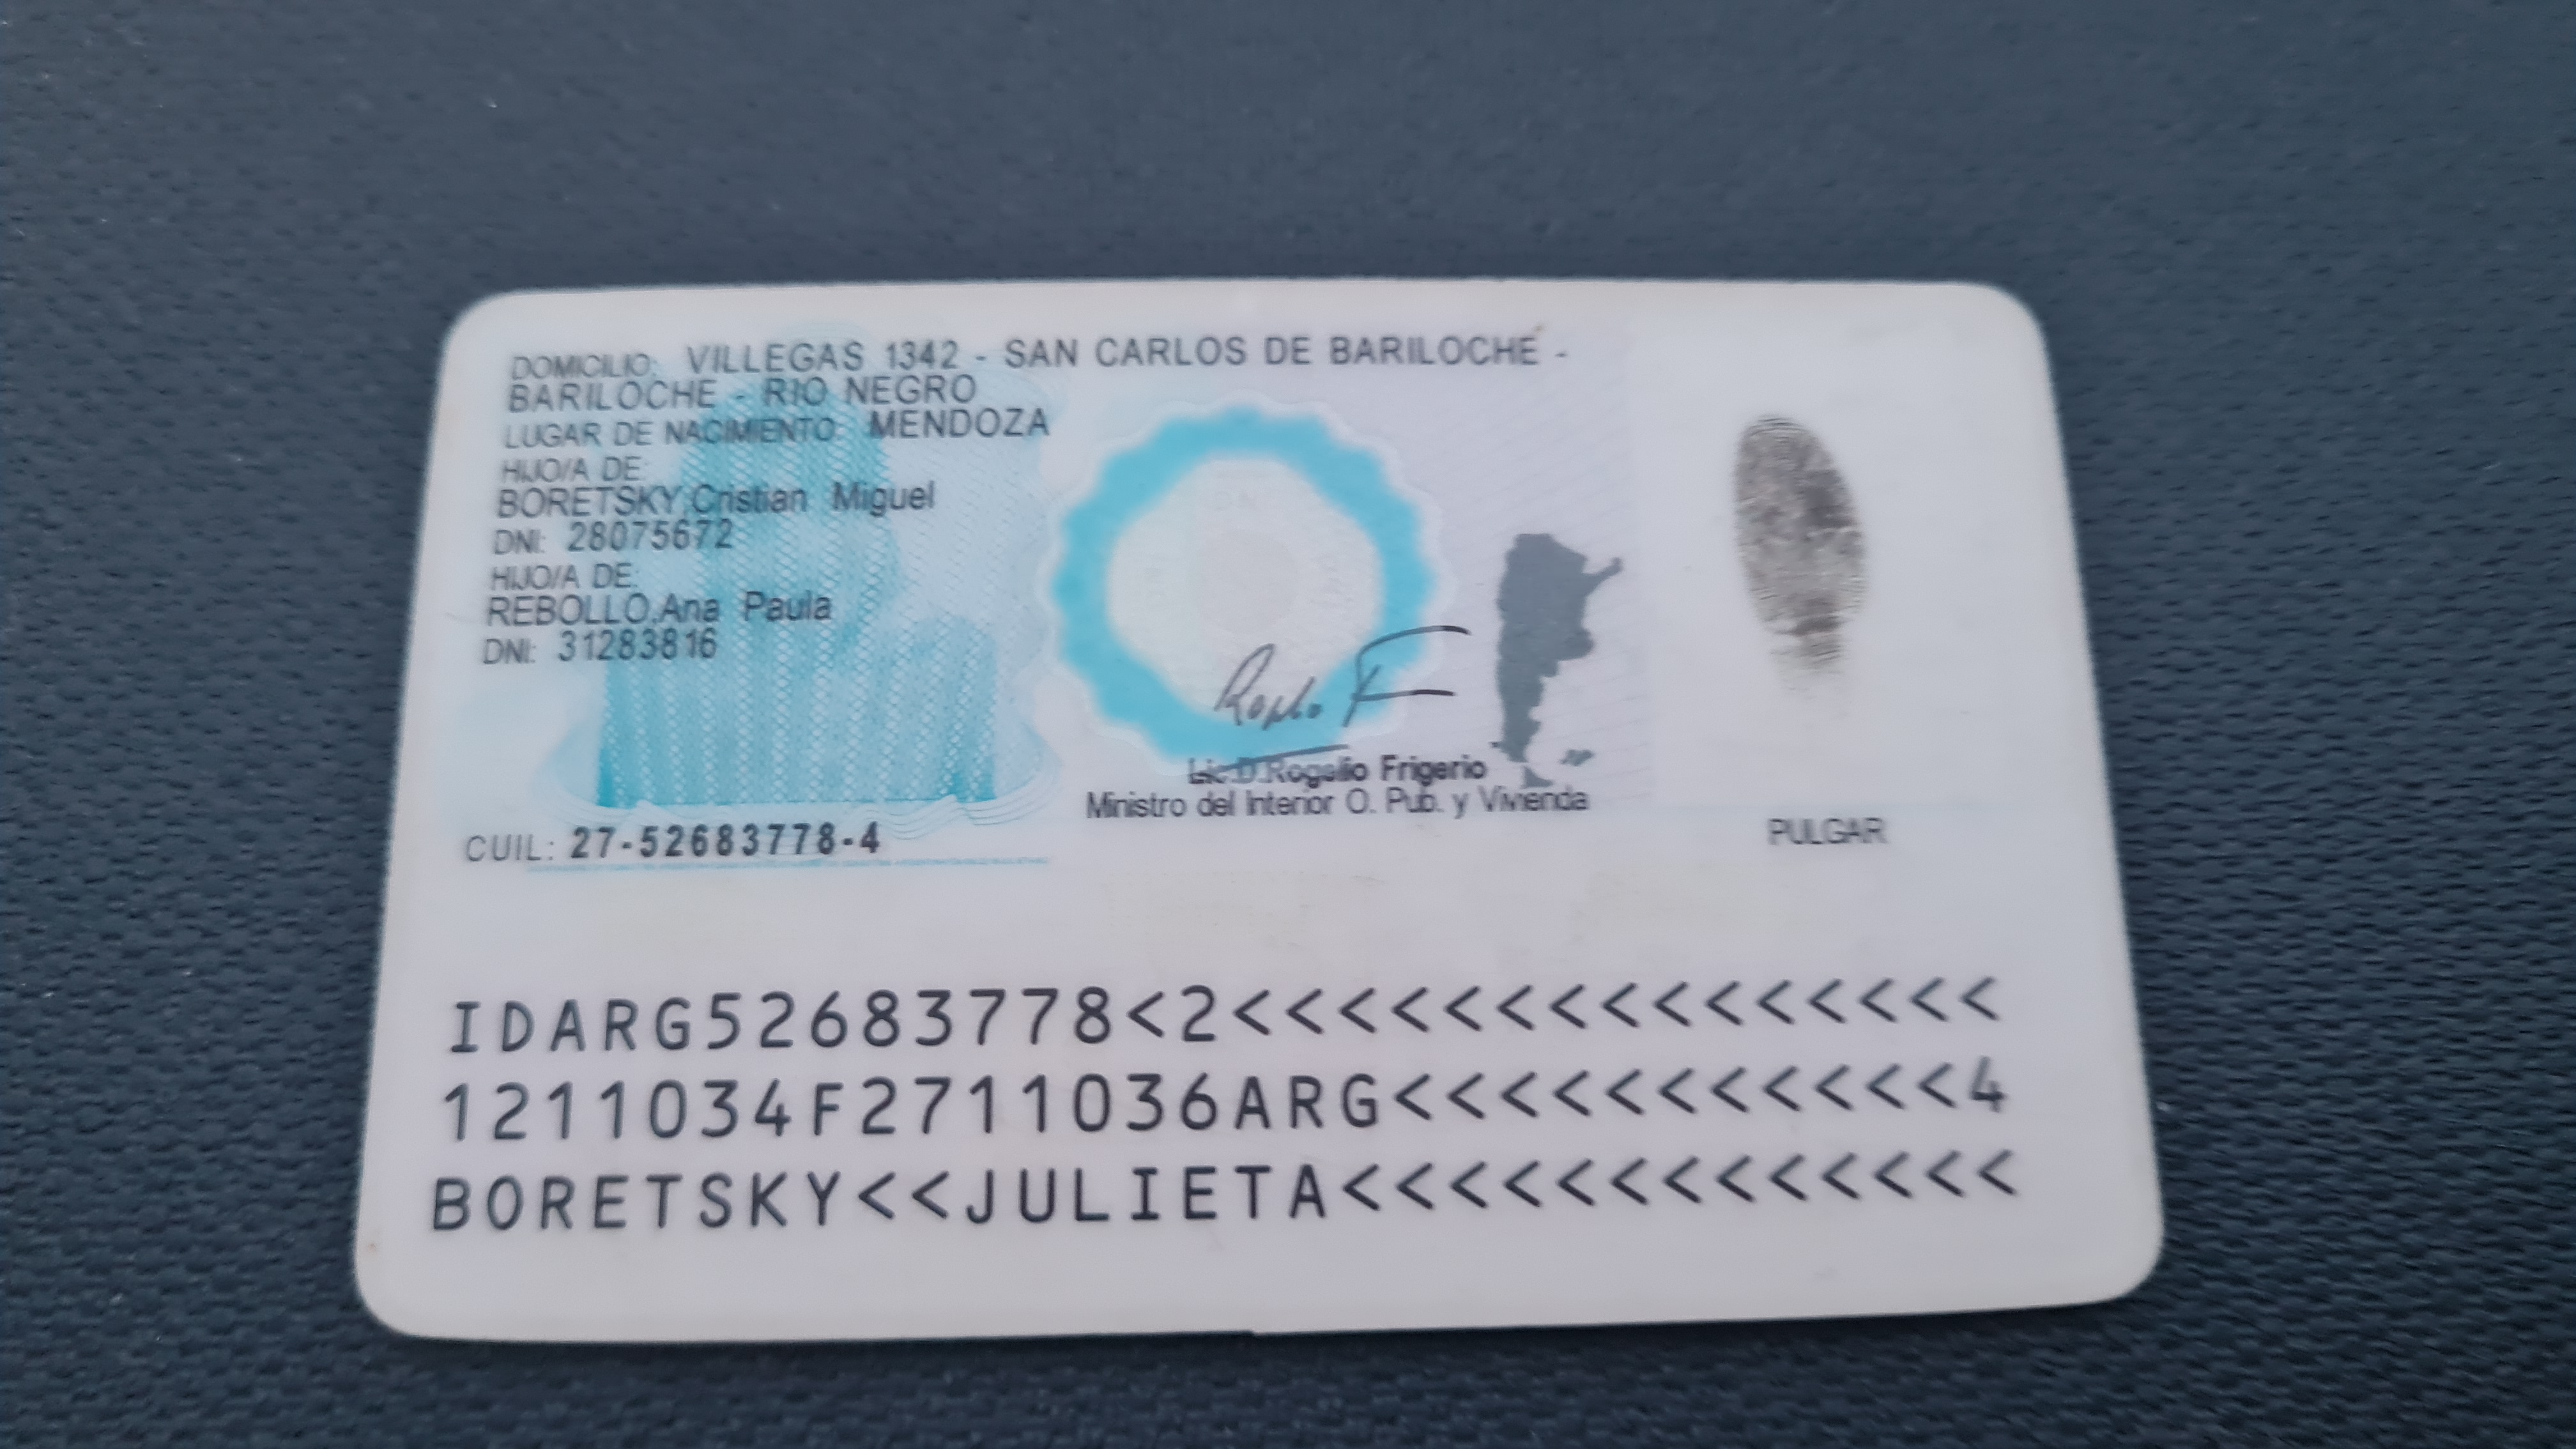 DOMICILIO: VILLEGAS 1342 - SAN CARLOS DE BARILOCHE -
BARILOCHE - RIO NEGRO
LUGAR DE NACIMIENTO: MENDOZA
HIJO/A DE:
BORETSKY,Cristian Miguel
DNI: 28075672
HIJO/A DE:
REBOLLO,Ana Paula
DNI: 31283816
Lic.D.Rogelio Frigerio
Ministro del Interior O. Pub. y Vivienda
CUIL: 27-52683778-4
PULGAR
IDARG52683778<2<<<<<<<<<<<<<<<
1211034F2711036ARG<<<<<<<<<<<4
BORETSKY<<JULIETA<<<<<<<<<<<<<